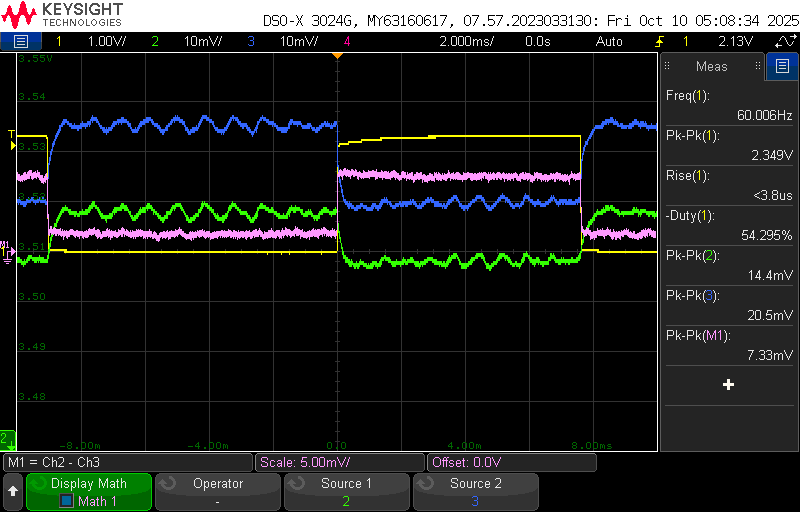 KEYSIGHT
TECHNOLOGIES
DSO-X 3024G, MY63160617, 07.57.2023033130: Fri Oct 10 05:08:34 2025
1 1.00V/ 2 10mV/ 3 10mV/ 4 2.000ms/ 0.0s Auto 1 2.13V
3.55V
3.54
3.53
3.52
3.51
3.50
3.49
3.48
T
M1
2
-8.00m -4.00m 0.0 4.00m 8.00ms
Meas
Freq(1):
60.006Hz
Pk-Pk(1):
2.349V
Rise(1):
<3.8us
-Duty(1):
54.295%
Pk-Pk(2):
14.4mV
Pk-Pk(3):
20.5mV
Pk-Pk(M1):
7.33mV
+
M1 = Ch2 - Ch3 Scale: 5.00mV/ Offset: 0.0V
Display Math Operator Source 1 Source 2
Math 1 - 2 3